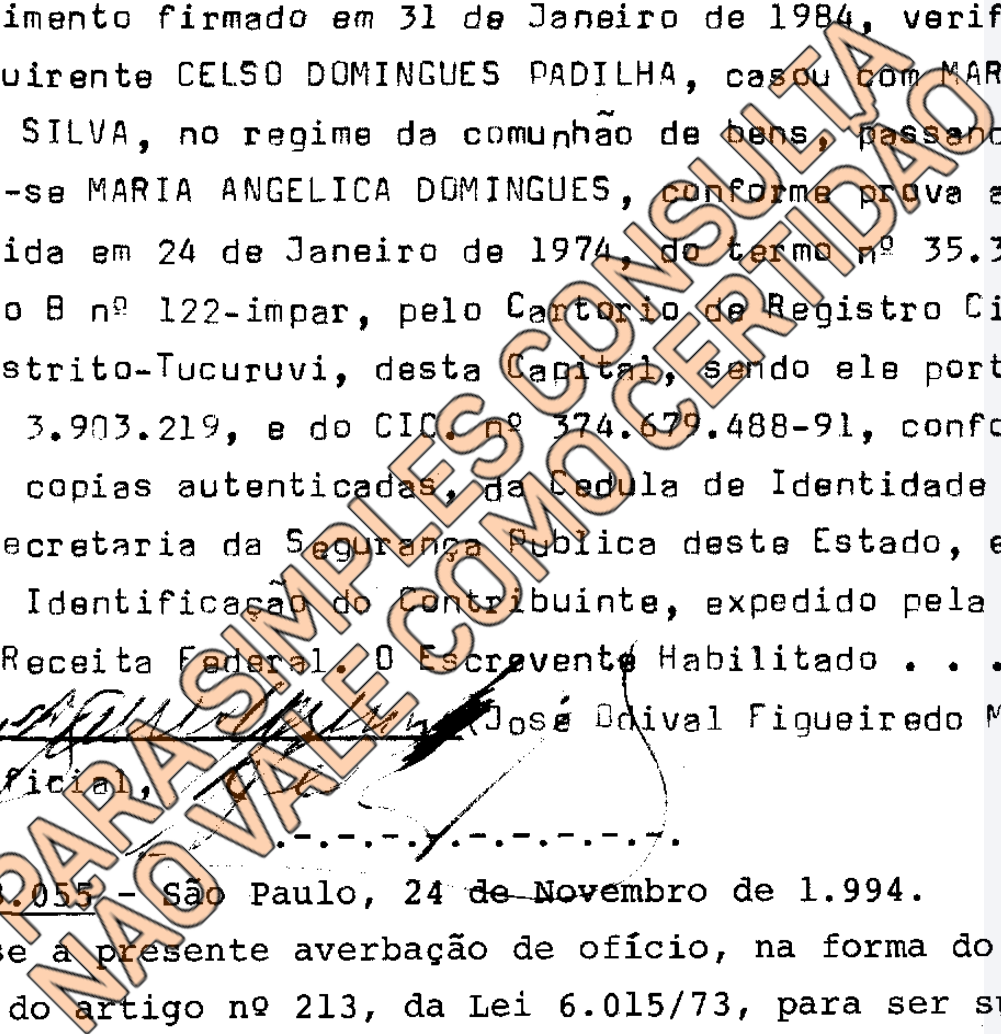 imento firmado em 31 de Janeiro de 1984, verif
uirente CELSO DOMINGUES PADILHA, casou com MAR
SILVA, no regime da comunhão de bens, passand
-se MARIA ANGELICA DOMINGUES, conforme prova a
ida em 24 de Janeiro de 1974, do termo nº 35.3
o B nº 122-impar, pelo Cartorio de Registro Ci
strito-Tucuruvi, desta Capital, sendo ele port
3.903.219, e do CIC. nº 374.679.488-91, confo
copias autenticadas, da Cedula de Identidade
ecretaria da Segurança Publica deste Estado, e
Identificação do Contribuinte, expedido pela
Receita Federal. O Escrevente Habilitado . . .
(José Odival Figueiredo M
ficial,
.-.-.-.-.-.-.-.-.
.055 - São Paulo, 24 de Novembro de 1.994.
se a presente averbação de ofício, na forma do
do artigo nº 213, da Lei 6.015/73, para ser su
PARA SIMPLES CONSULTA
NÃO VALE COMO CERTIDÃO